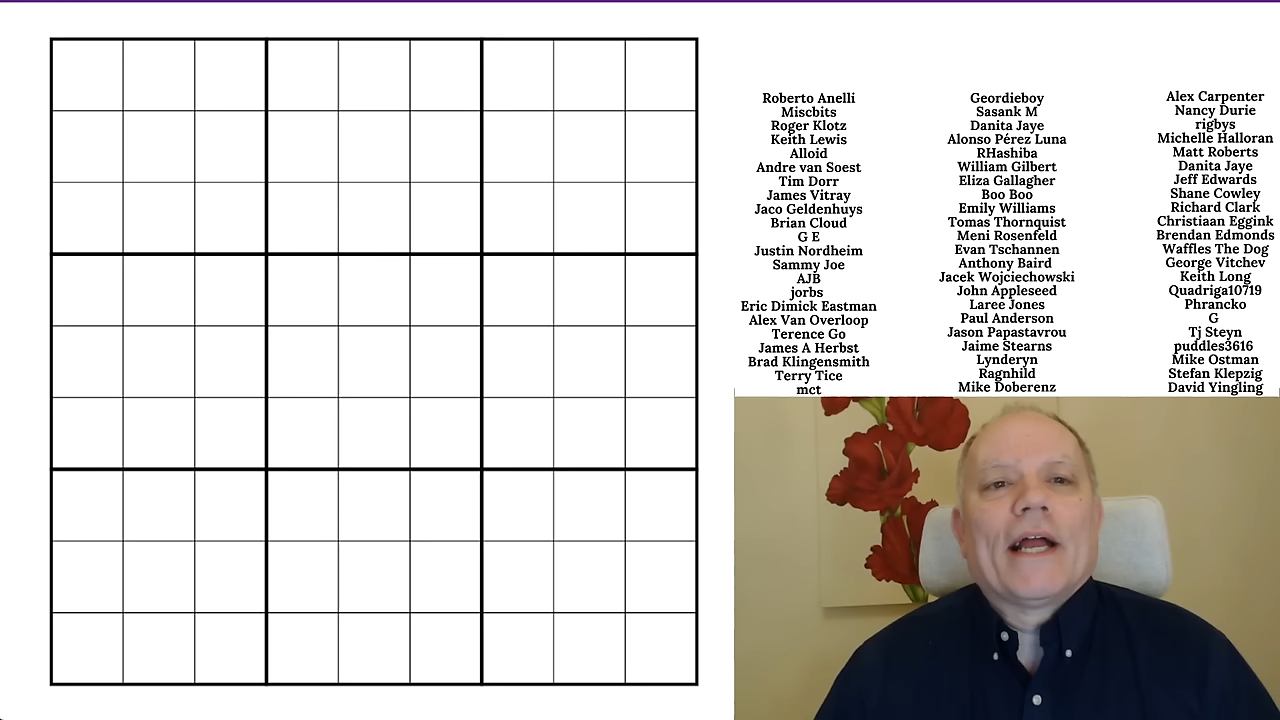 Roberto Anelli
Miscbits
Roger Klotz
Keith Lewis
Alloid
Andre van Soest
Tim Dorr
James Vitray
Jaco Geldenhuys
Brian Cloud
G E
Justin Nordheim
Sammy Joe
AJB
jorbs
Eric Dimick Eastman
Alex Van Overloop
Terence Go
James A Herbst
Brad Klingensmith
Terry Tice
mct
Geordieboy
Sasank M
Danita Jaye
Alonso Pérez Luna
RHashiba
William Gilbert
Eliza Gallagher
Boo Boo
Emily Williams
Tomas Thornquist
Meni Rosenfeld
Evan Tschannen
Anthony Baird
Jacek Wojciechowski
John Appleseed
Laree Jones
Paul Anderson
Jason Papastavrou
Jaime Stearns
Lynderyn
Ragnhild
Mike Doberenz
Alex Carpenter
Nancy Durie
rigbys
Michelle Halloran
Matt Roberts
Danita Jaye
Jeff Edwards
Shane Cowley
Richard Clark
Christiaan Eggink
Brendan Edmonds
Waffles The Dog
George Vitchev
Keith Long
Quadriga10719
Phrancko
G
Tj Steyn
puddles3616
Mike Ostman
Stefan Klepzig
David Yingling